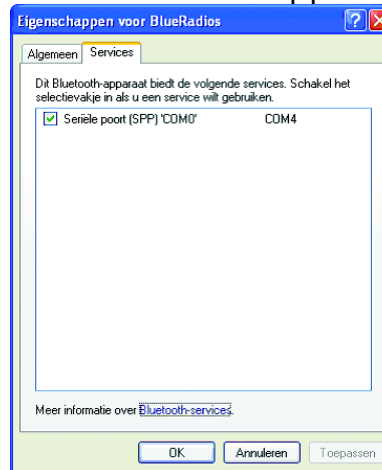 Eigenschappen voor BlueRadios
Algemeen Services
Dit Bluetooth-apparaat biedt de volgende services. Schakel het
selectievakje in als u een service wilt gebruiken.
Seriële poort (SPP) 'COM0' COM4
Meer informatie over Bluetooth-services.
OK Annuleren Toepassen